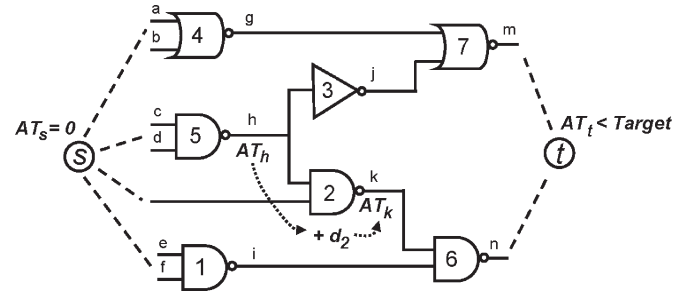 a
g
m
b
4
7
3
j
c
h
AT_s = 0
d
5
AT_t < Target
S
AT_h
t
k
2
AT_k
+ d_2
e
n
f
1
i
6